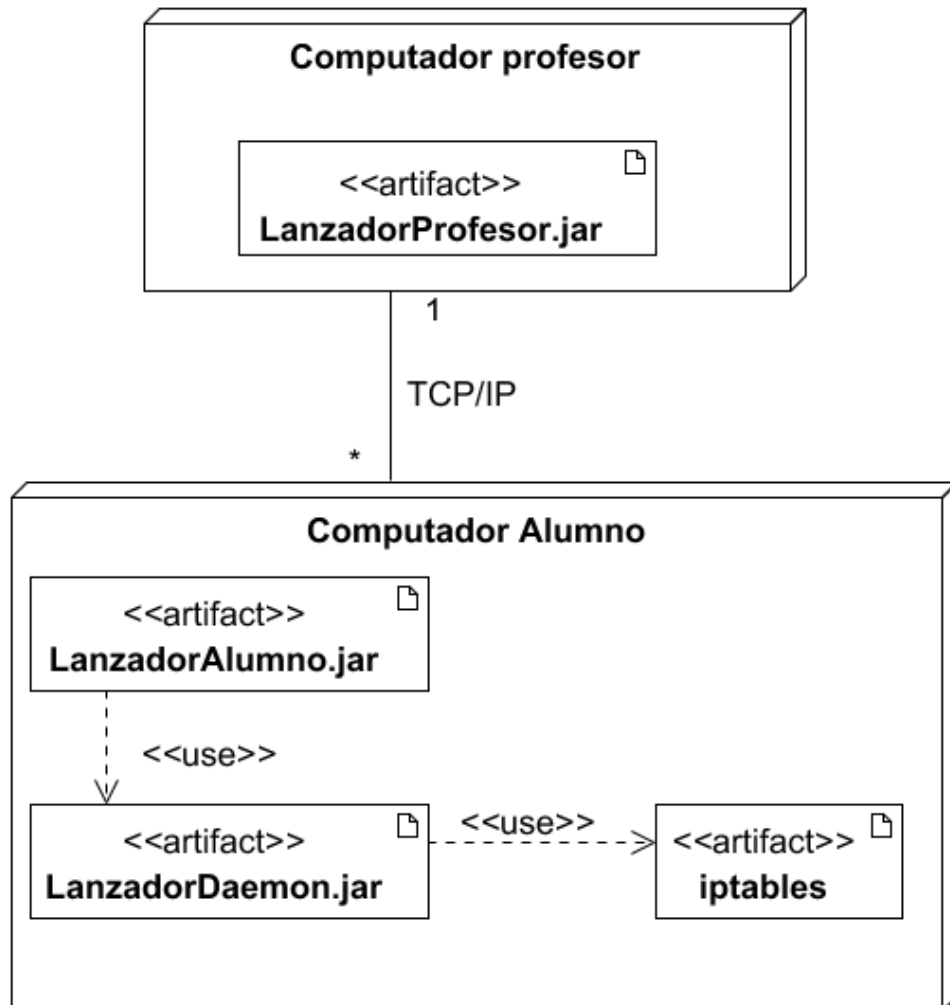 Computador profesor
<<artifact>>
LanzadorProfesor.jar
1
TCP/IP
*
Computador Alumno
<<artifact>>
LanzadorAlumno.jar
<<use>>
<<artifact>>
LanzadorDaemon.jar
<<use>>
<<artifact>>
iptables